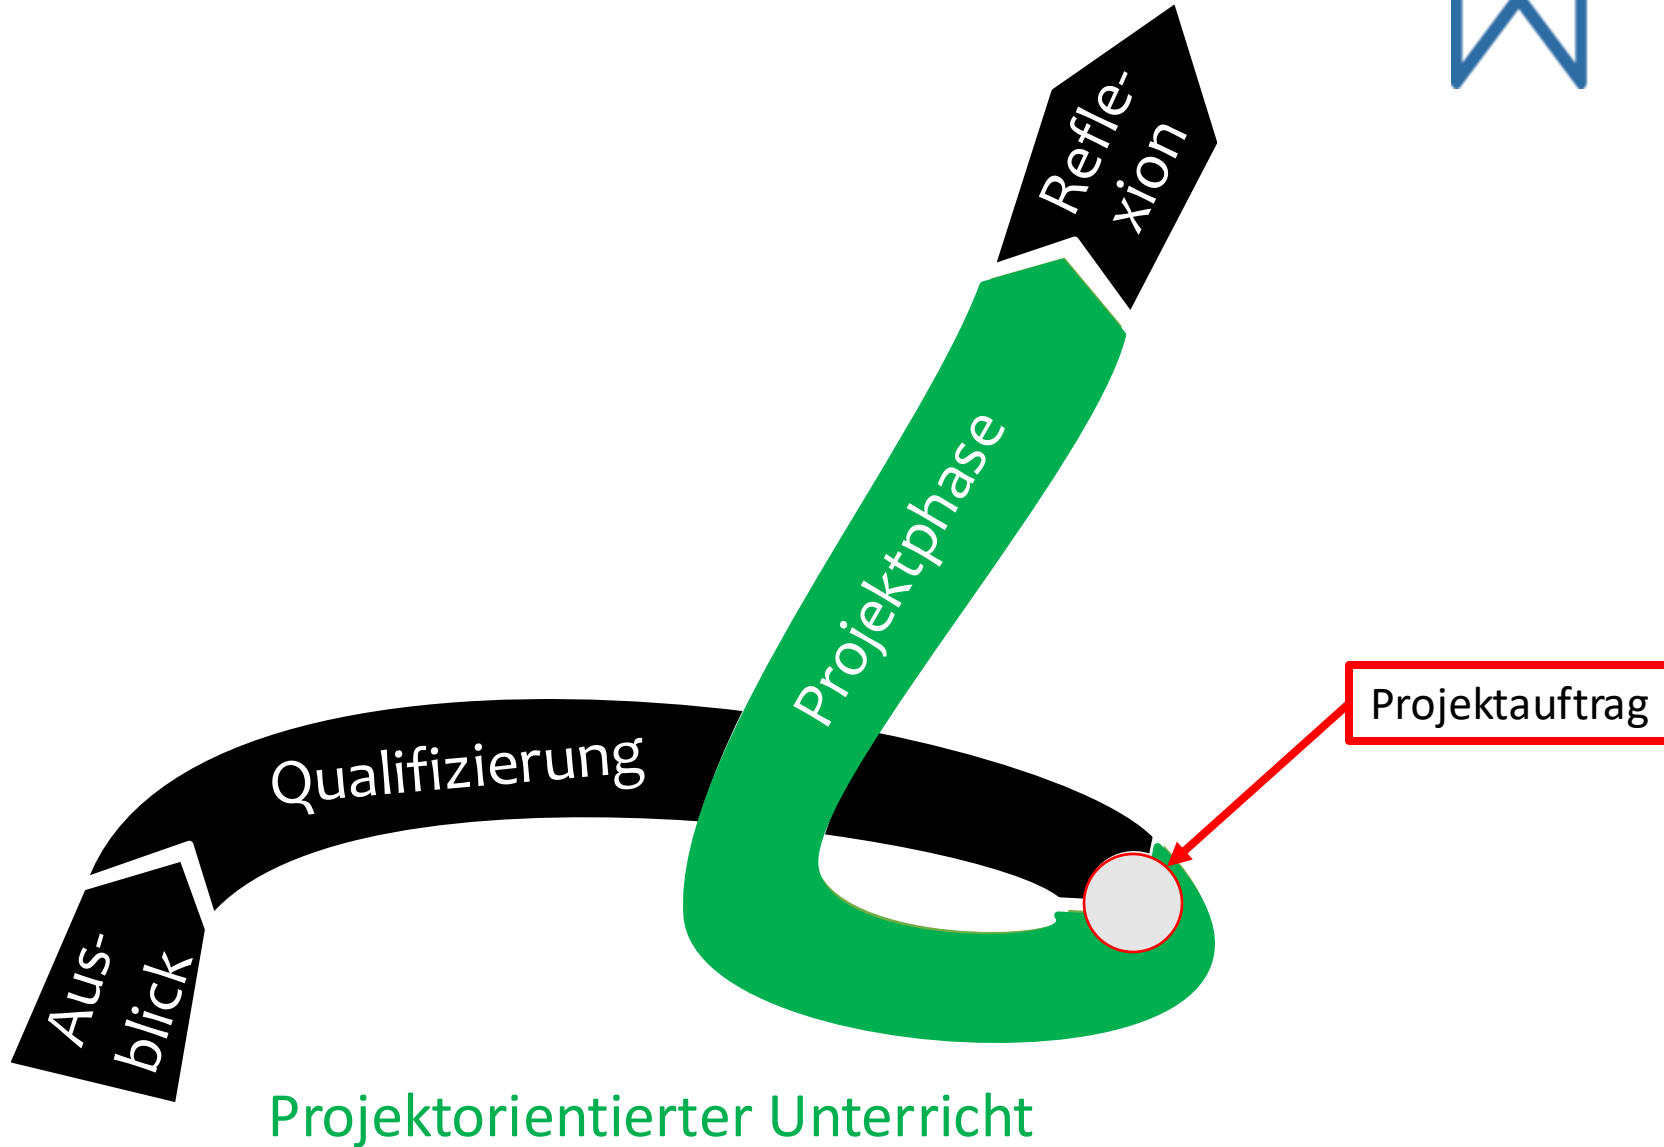 Refle-
xion
Projektphase
Projektauftrag
Qualifizierung
Aus-
blick
Projektorientierter Unterricht